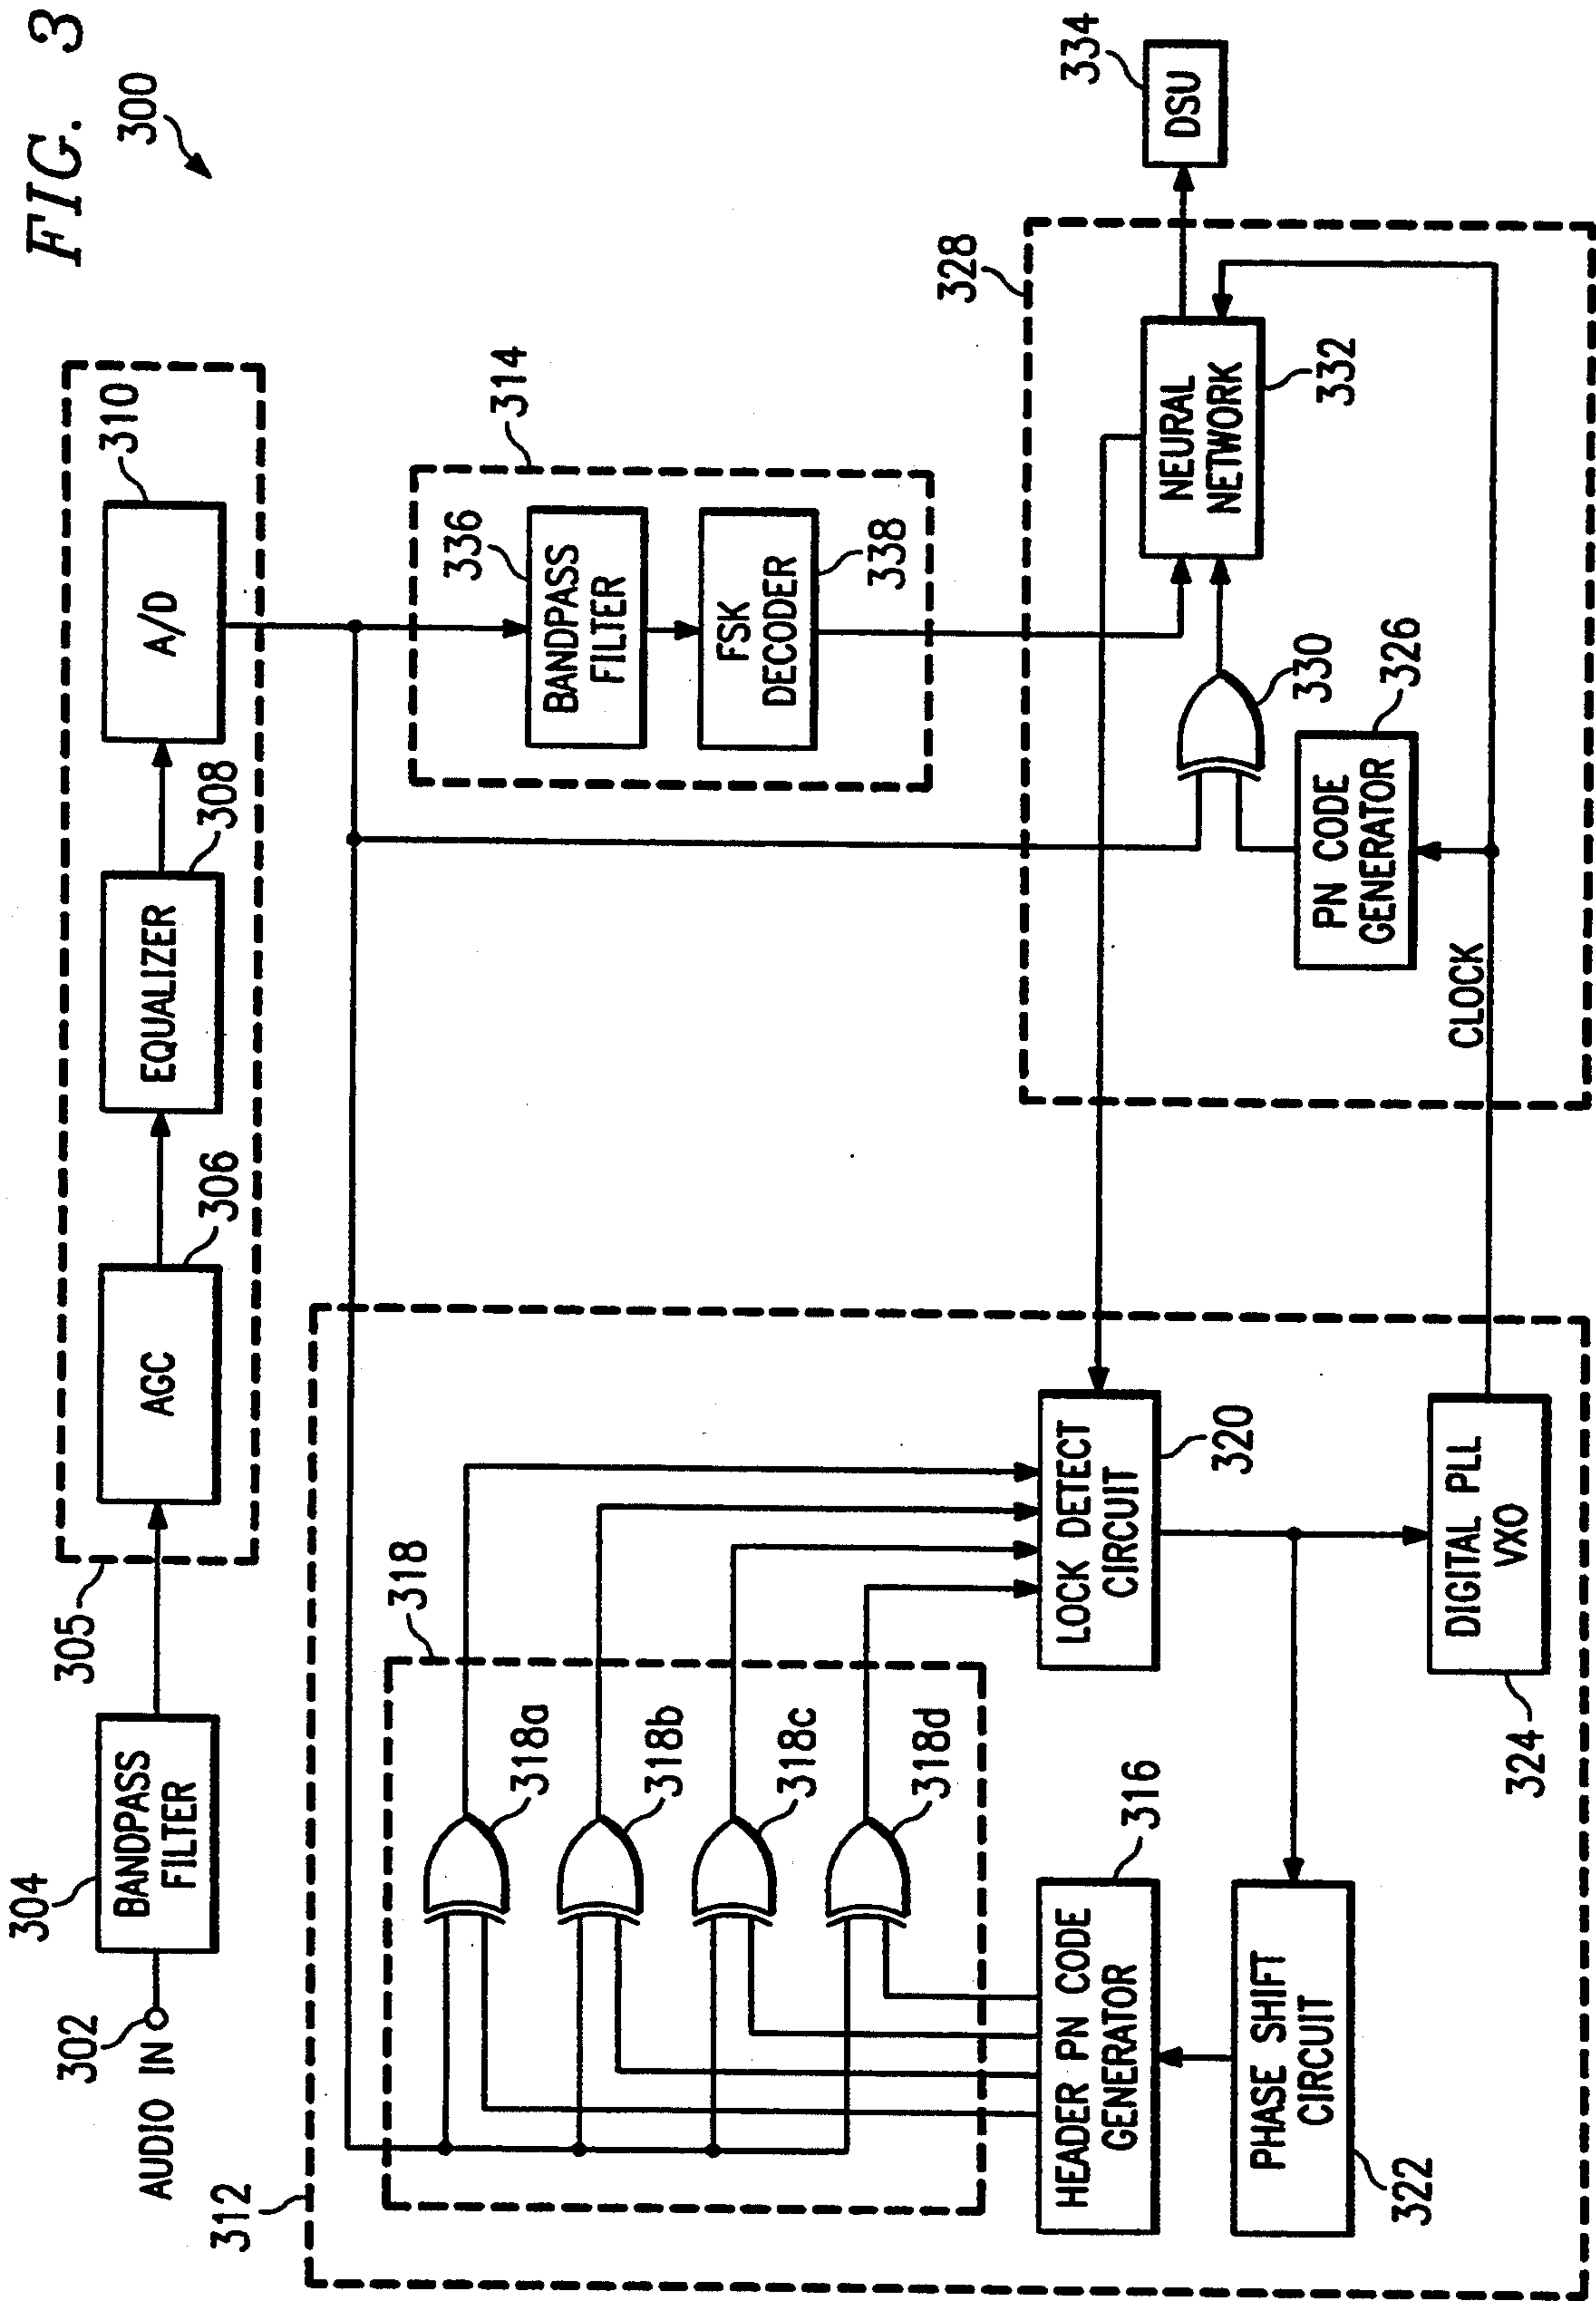 FIG. 3
300
304
BANDPASS
FILTER
302
AUDIO IN
305
AGC
306
EQUALIZER
308
A/D
310
312
318
318a
318b
318c
318d
HEADER PN CODE
GENERATOR
316
LOCK DETECT
CIRCUIT
320
PHASE SHIFT
CIRCUIT
322
DIGITAL PLL
VXO
324
314
336
BANDPASS
FILTER
FSK
DECODER
338
328
NEURAL
NETWORK
332
330
PN CODE
GENERATOR
326
CLOCK
334
DSU